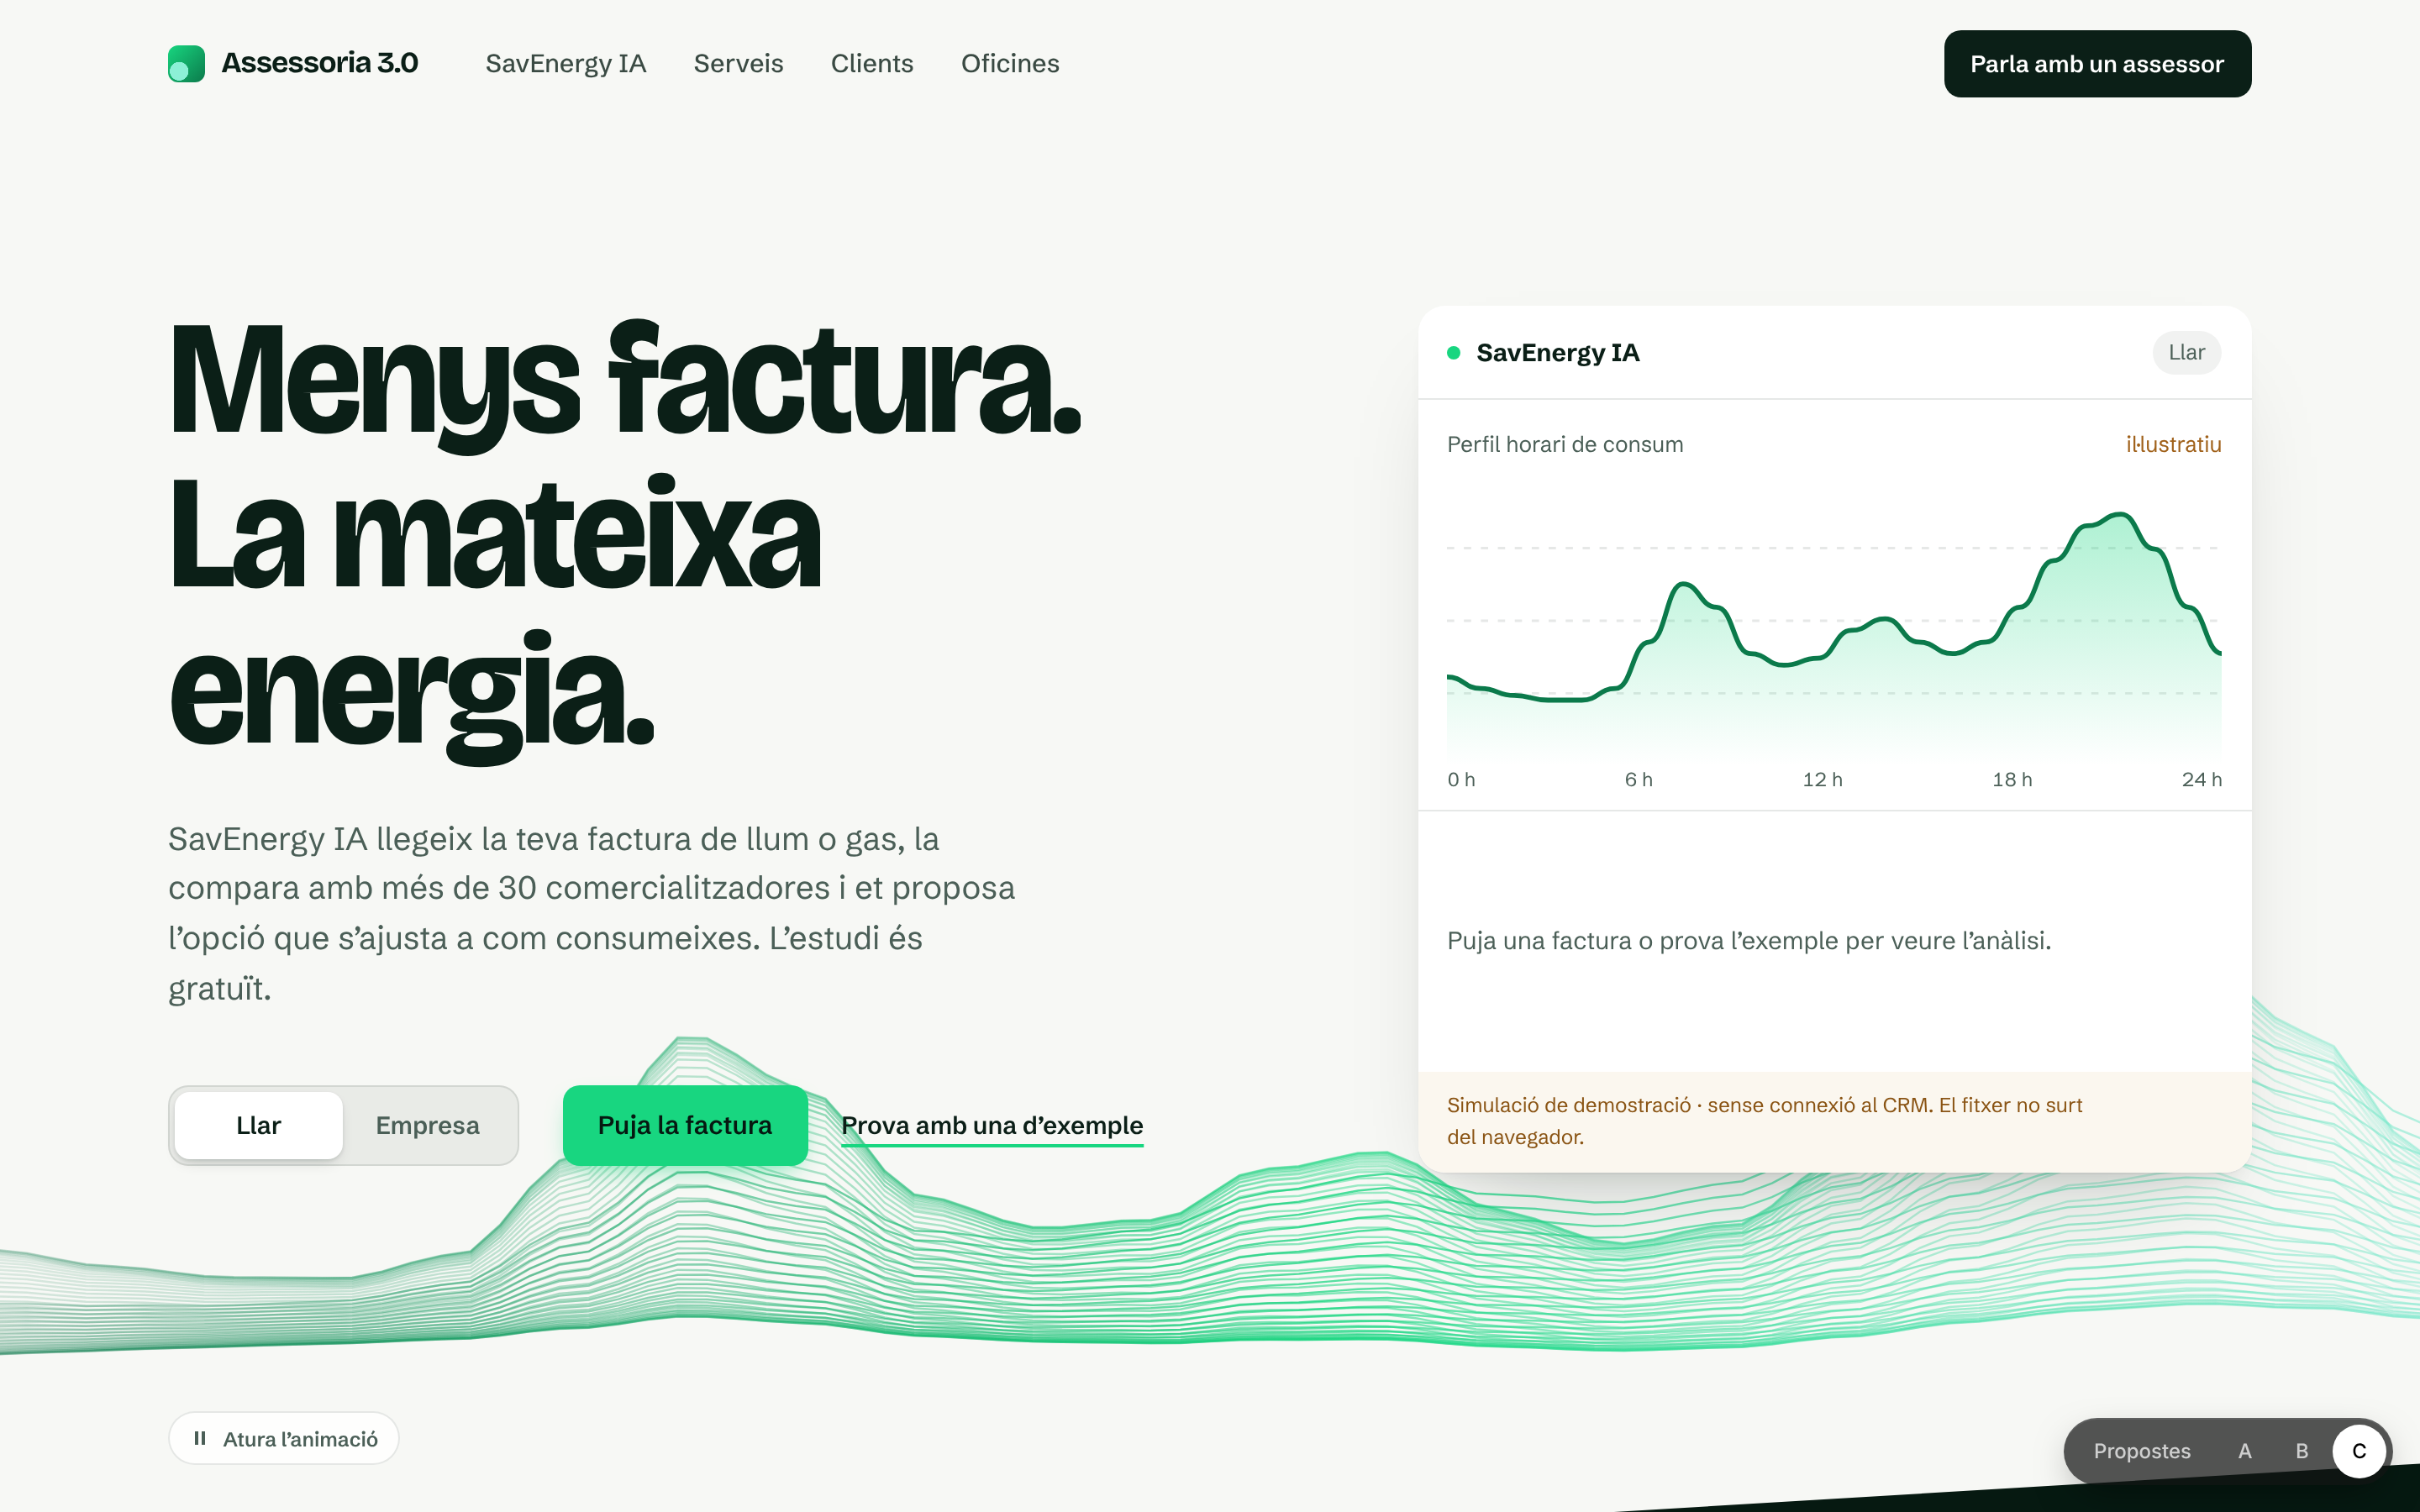 Assessoria 3.0
SavEnergy IA
Serveis
Clients
Oficines
Parla amb un assessor
Menys factura.
La mateixa
energia.
SavEnergy IA llegeix la teva factura de llum o gas, la
compara amb més de 30 comercialitzadores i et proposa
l’opció que s’ajusta a com consumeixes. L’estudi és
gratuït.
Llar
Empresa
Puja la factura
Prova amb una d’exemple
SavEnergy IA
Llar
Perfil horari de consum
il·lustratiu
0 h
6 h
12 h
18 h
24 h
Puja una factura o prova l’exemple per veure l’anàlisi.
Simulació de demostració · sense connexió al CRM. El fitxer no surt
del navegador.
Atura l’animació
Propostes
A
B
C